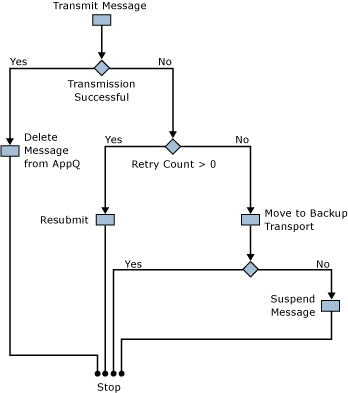 Transmit Message
Yes
No
Transmission
Successful
Delete
Message
from AppQ
Yes
No
Retry Count > 0
Resubmit
Move to Backup
Transport
Yes
No
Suspend
Message
Stop